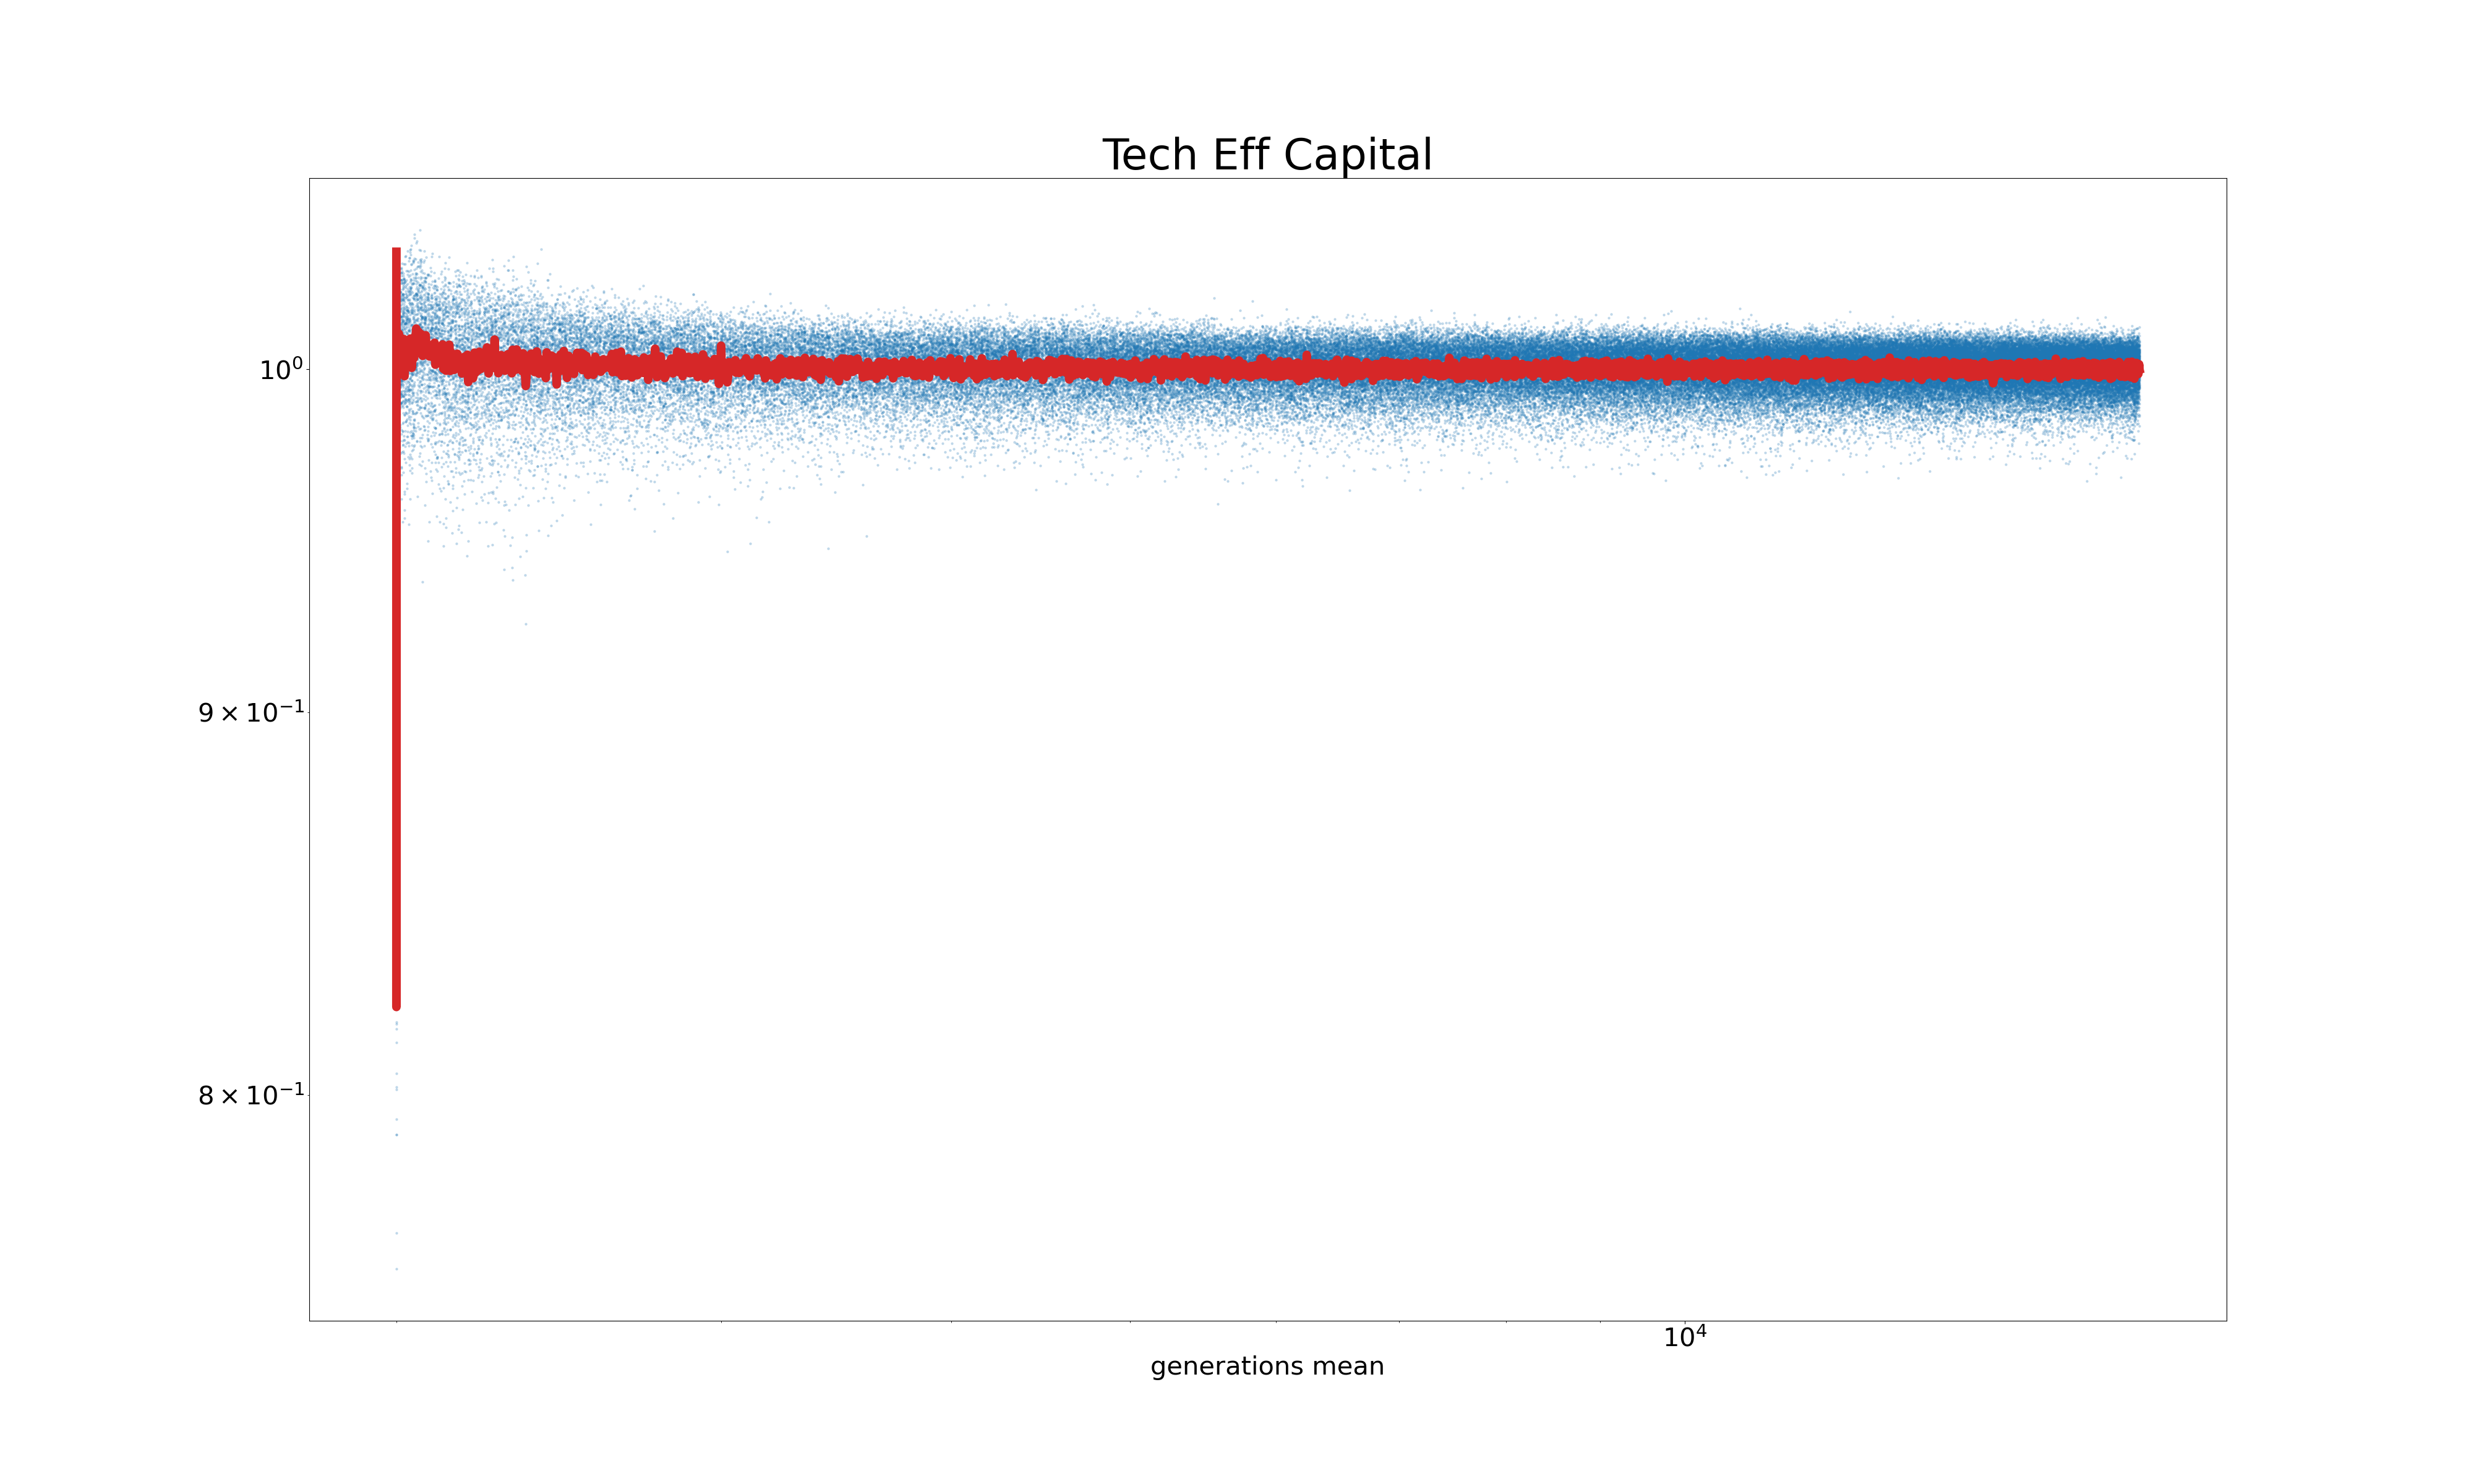 Tech Eff Capital
10⁰
9 × 10⁻¹
8 × 10⁻¹
10⁴
generations mean